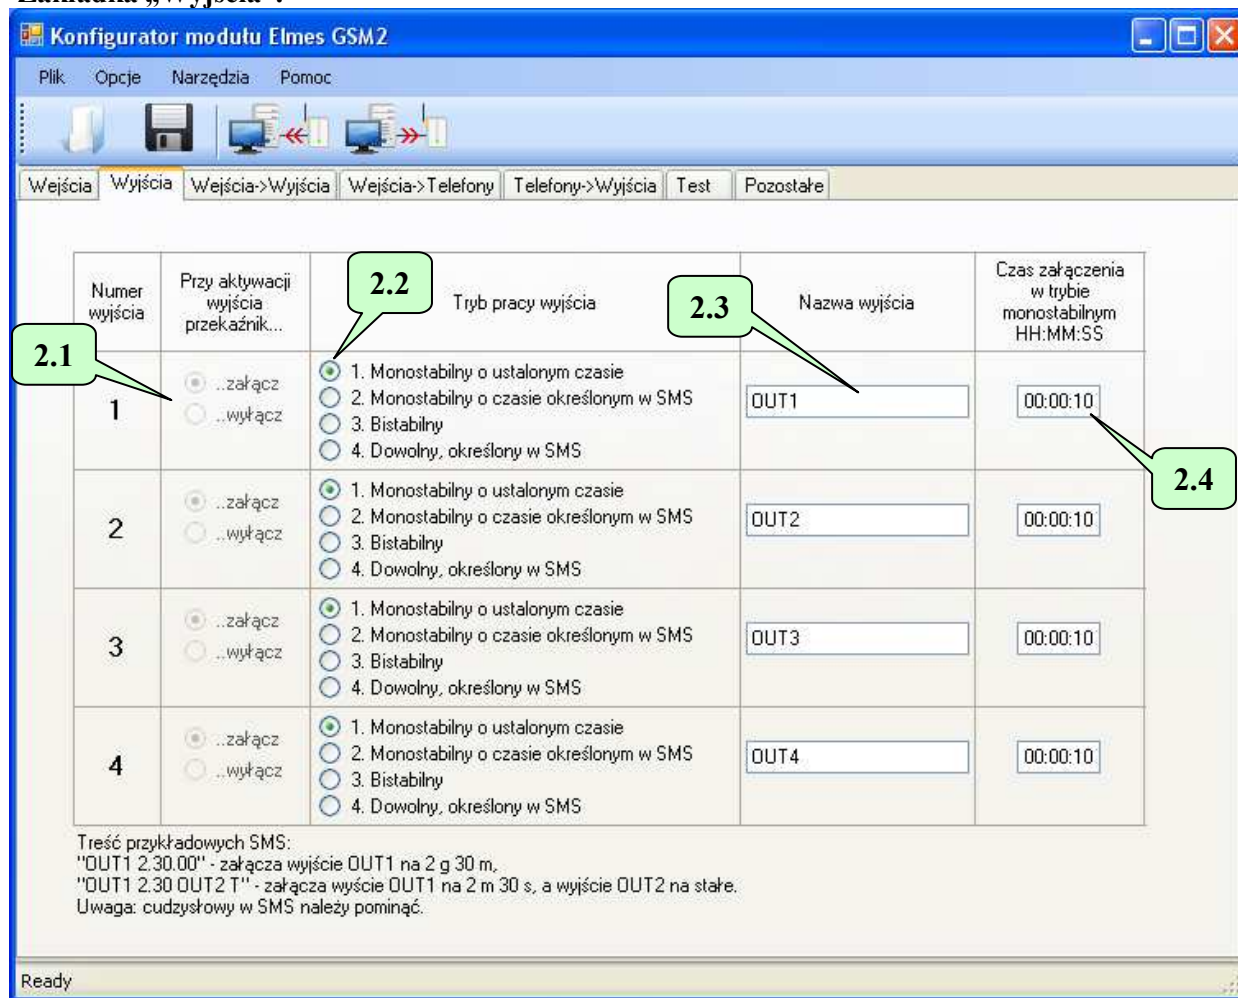 Zakładka „Wyjścia”.
Konfigurator modułu Elmes GSM2
Plik Opcje Narzędzia Pomoc
Wejścia Wyjścia Wejścia->Wyjścia Wejścia->Telefony Telefony->Wyjścia Test Pozostałe
Numer wyjścia
Przy aktywacji wyjścia przekaźnik...
2.2
Tryb pracy wyjścia
2.3
Nazwa wyjścia
Czas załączenia w trybie monostabilnym HH:MM:SS
2.1
1
..załącz
..wyłącz
1. Monostabilny o ustalonym czasie
2. Monostabilny o czasie określonym w SMS
3. Bistabilny
4. Dowolny, określony w SMS
OUT1
00:00:10
2.4
2
..załącz
..wyłącz
1. Monostabilny o ustalonym czasie
2. Monostabilny o czasie określonym w SMS
3. Bistabilny
4. Dowolny, określony w SMS
OUT2
00:00:10
3
..załącz
..wyłącz
1. Monostabilny o ustalonym czasie
2. Monostabilny o czasie określonym w SMS
3. Bistabilny
4. Dowolny, określony w SMS
OUT3
00:00:10
4
..załącz
..wyłącz
1. Monostabilny o ustalonym czasie
2. Monostabilny o czasie określonym w SMS
3. Bistabilny
4. Dowolny, określony w SMS
OUT4
00:00:10
Treść przykładowych SMS:
"OUT1 2.30.00" - załącza wyjście OUT1 na 2 g 30 m,
"OUT1 2.30 OUT2 T" - załącza wyście OUT1 na 2 m 30 s, a wyjście OUT2 na stałe.
Uwaga: cudzysłowy w SMS należy pominąć.
Ready